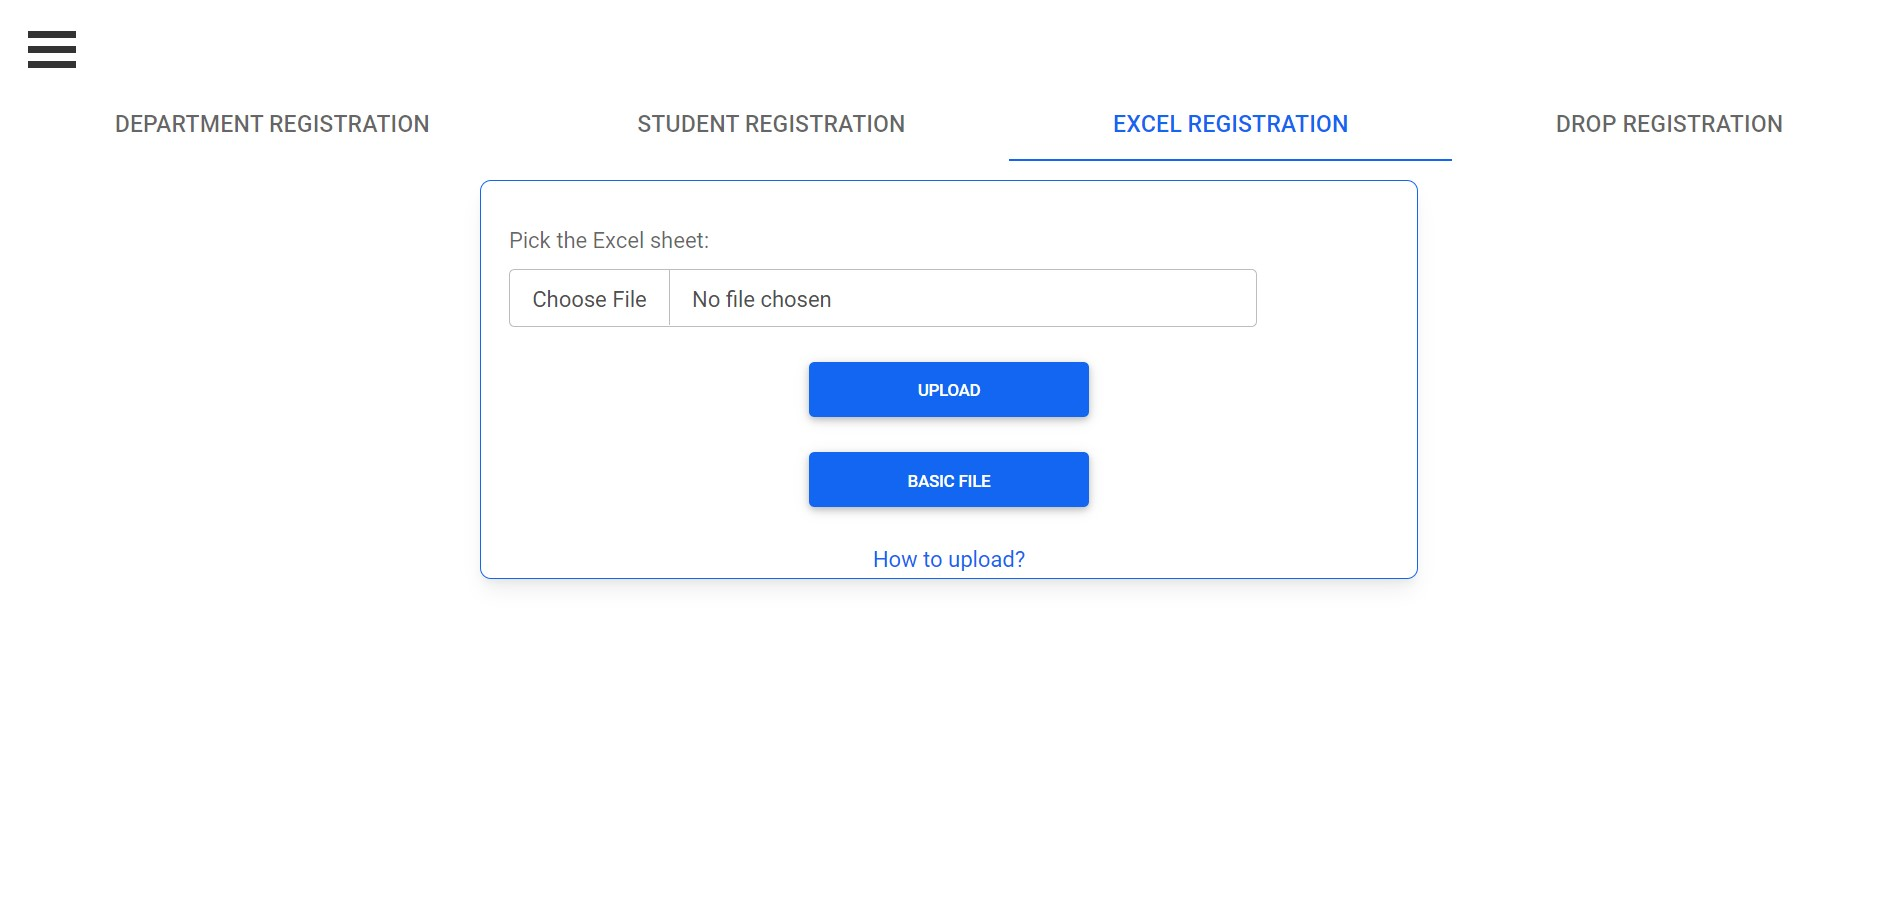 DEPARTMENT REGISTRATION
STUDENT REGISTRATION
EXCEL REGISTRATION
DROP REGISTRATION
Pick the Excel sheet:
Choose File
No file chosen
UPLOAD
BASIC FILE
How to upload?